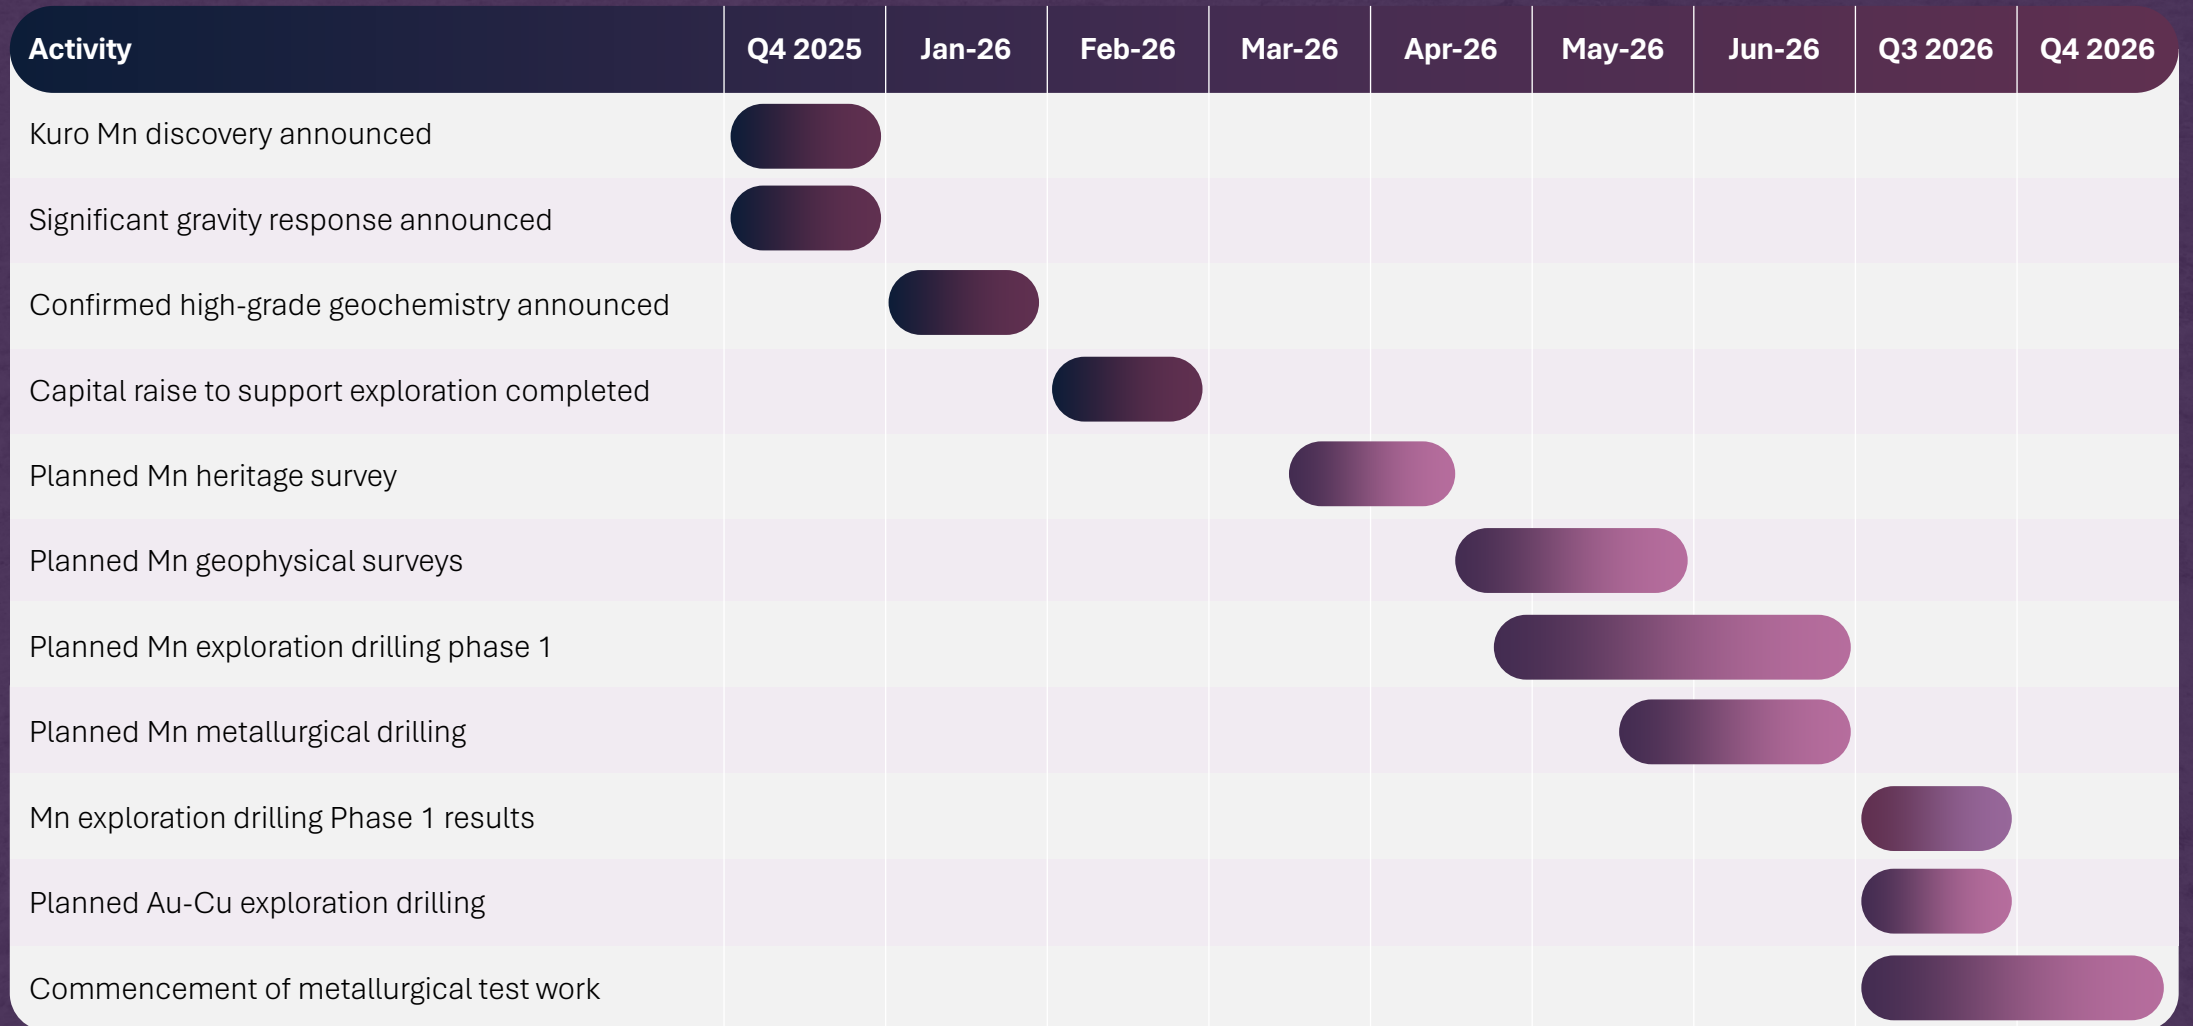 Activity Q4 2025 Jan-26 Feb-26 Mar-26 Apr-26 May-26 Jun-26 Q3 2026 Q4 2026
Kuro Mn discovery announced
Significant gravity response announced
Confirmed high-grade geochemistry announced
Capital raise to support exploration completed
Planned Mn heritage survey
Planned Mn geophysical surveys
Planned Mn exploration drilling phase 1
Planned Mn metallurgical drilling
Mn exploration drilling Phase 1 results
Planned Au-Cu exploration drilling
Commencement of metallurgical test work